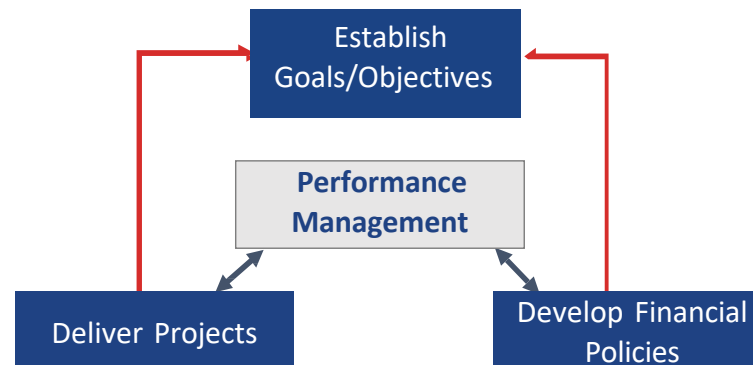 Establish
Goals/Objectives
Performance
Management
Deliver Projects
Develop Financial
Policies